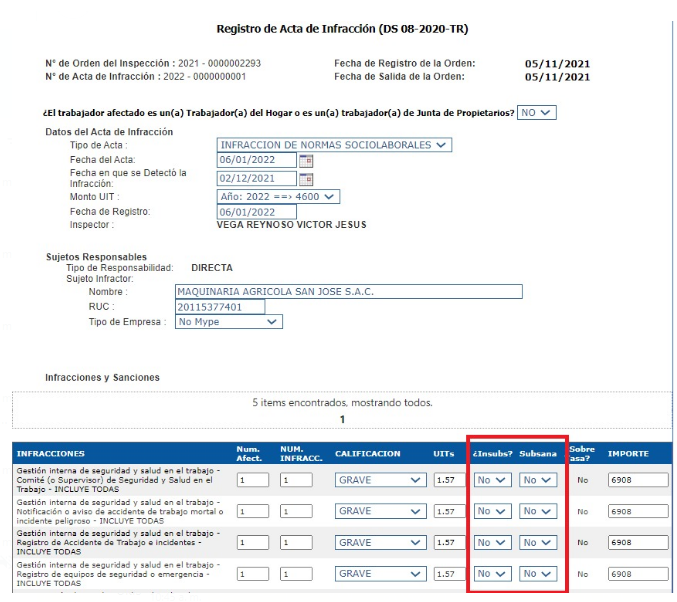 Registro de Acta de Infracción (DS 08-2020-TR)
N° de Orden del Inspección : 2021 - 0000002293 Fecha de Registro de la Orden: 05/11/2021
N° de Acta de Infracción : 2022 - 0000000001 Fecha de Salida de la Orden: 05/11/2021
¿El trabajador afectado es un(a) Trabajador(a) del Hogar o es un(a) trabajador(a) de Junta de Propietarios? NO
Datos del Acta de Infracción
Tipo de Acta : INFRACCION DE NORMAS SOCIOLABORALES
Fecha del Acta: 06/01/2022
Fecha en que se Detectó la
Infracción: 02/12/2021
Monto UIT : Año: 2022 ==> 4600
Fecha de Registro: 06/01/2022
Inspector : VEGA REYNOSO VICTOR JESUS
Sujetos Responsables
Tipo de Responsabilidad: DIRECTA
Sujeto Infractor:
Nombre : MAQUINARIA AGRICOLA SAN JOSE S.A.C.
RUC : 20115377401
Tipo de Empresa : No Mype
Infracciones y Sanciones
5 items encontrados, mostrando todos.
1
INFRACCIONES Num. Afect. NUM. INFRACC. CALIFICACION UITs ¿Insubs? Subsana Sobre IMPORTE
Gestión interna de seguridad y salud en el trabajo -
Comité (o Supervisor) de Seguridad y Salud en el
Trabajo - INCLUYE TODAS
1 1 GRAVE 1.57 No No No 6908
Gestión interna de seguridad y salud en el trabajo -
Notificación o aviso de accidente de trabajo mortal o
incidente peligroso - INCLUYE TODAS
1 1 GRAVE 1.57 No No No 6908
Gestión interna de seguridad y salud en el trabajo -
Registro de Accidente de Trabajo e incidentes -
INCLUYE TODAS
1 1 GRAVE 1.57 No No No 6908
Gestión interna de seguridad y salud en el trabajo -
Registro de equipos de seguridad o emergencia -
INCLUYE TODAS
1 1 GRAVE 1.57 No No No 6908